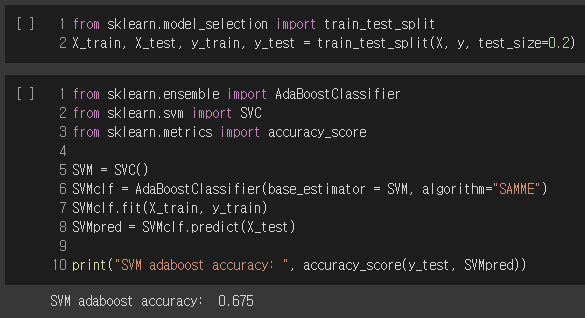 [ ] 1 from sklearn.model_selection import train_test_split
2 X_train, X_test, y_train, y_test = train_test_split(X, y, test_size=0.2)
[ ] 1 from sklearn.ensemble import AdaBoostClassifier
2 from sklearn.svm import SVC
3 from sklearn.metrics import accuracy_score
4
5 SVM = SVC()
6 SVMclf = AdaBoostClassifier(base_estimator = SVM, algorithm="SAMME")
7 SVMclf.fit(X_train, y_train)
8 SVMpred = SVMclf.predict(X_test)
9
10 print("SVM adaboost accuracy: ", accuracy_score(y_test, SVMpred))
SVM adaboost accuracy:  0.675